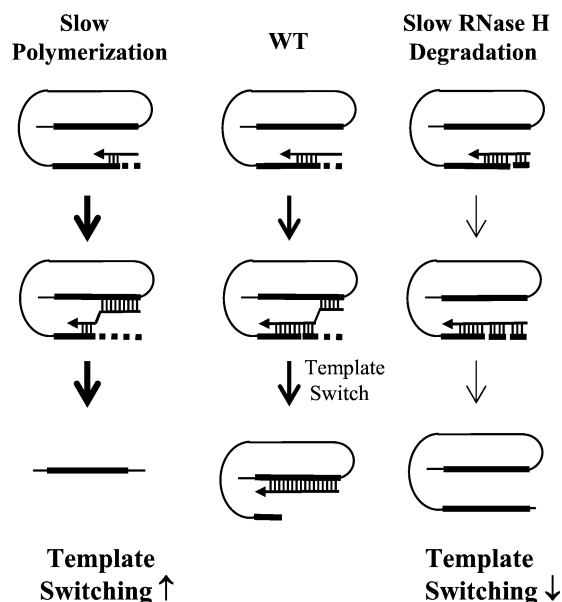 Slow
Polymerization
WT
Slow RNase H
Degradation
Template
Switch
Template
Switching ↑
Template
Switching ↓